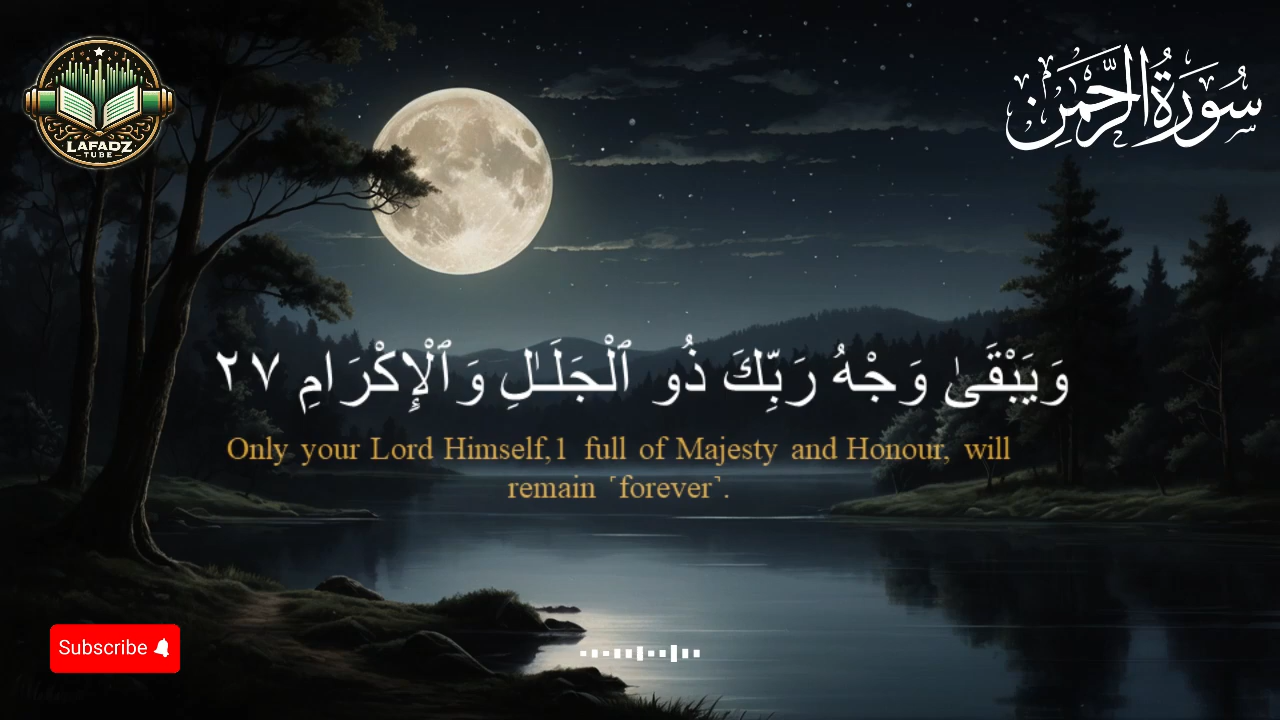 LAFADZ
TUBE
سُورَةُ الرَّحْمَٰن
وَيَبْقَىٰ وَجْهُ رَبِّكَ ذُو ٱلْجَلَـٰلِ وَٱلْإِكْرَامِ ٢٧
Only your Lord Himself,1 full of Majesty and Honour, will
remain ˹forever˺.
Subscribe